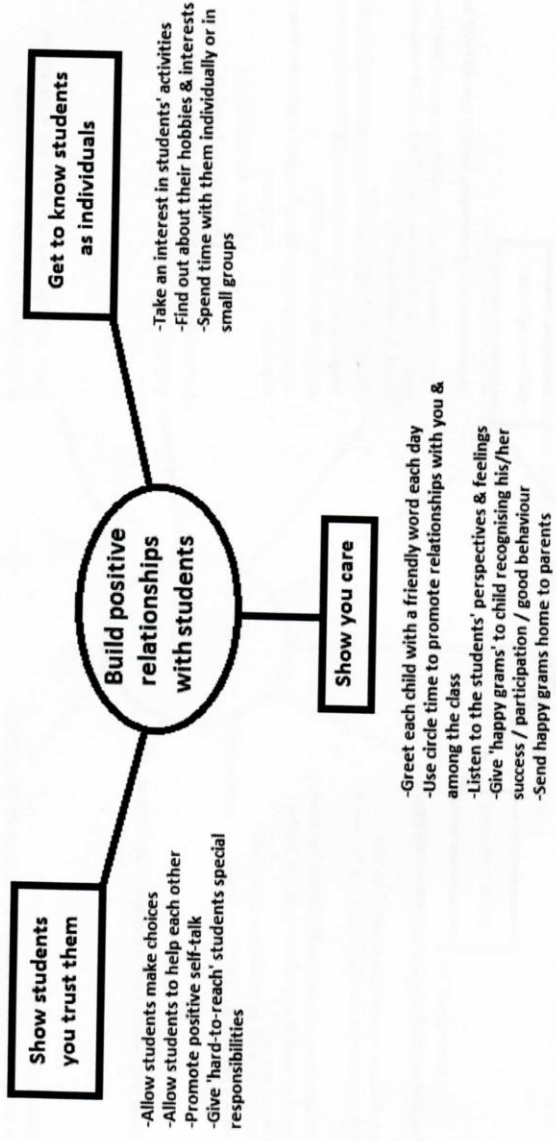 Build positive
relationships
with students
Show students
you trust them
-Allow students make choices
-Allow students to help each other
-Promote positive self-talk
-Give 'hard-to-reach' students special
responsibilities
Show you care
-Greet each child with a friendly word each day
-Use circle time to promote relationships with you &
among the class
-Listen to the students' perspectives & feelings
-Give 'happy grams' to child recognising his/her
success / participation / good behaviour
-Send happy grams home to parents
Get to know students
as individuals
-Take an interest in students' activities
-Find out about their hobbies & interests
-Spend time with them individually or in
small groups